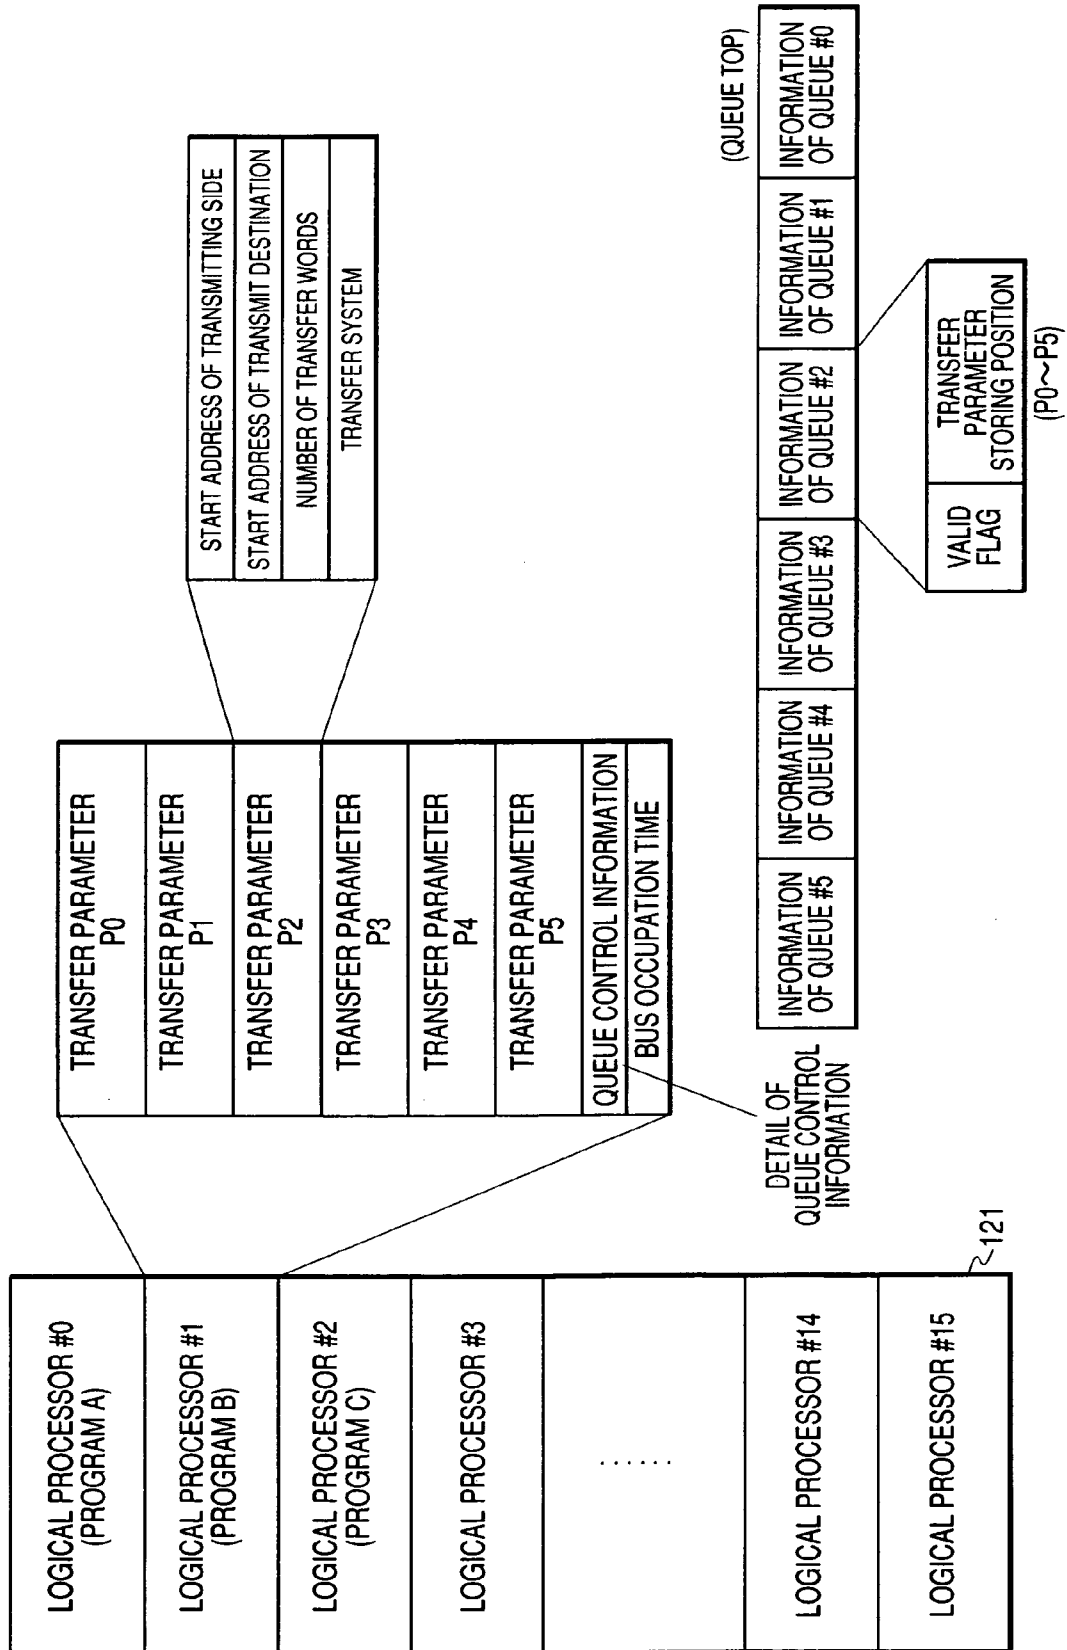 LOGICAL PROCESSOR #0
(PROGRAM A)
LOGICAL PROCESSOR #1
(PROGRAM B)
LOGICAL PROCESSOR #2
(PROGRAM C)
LOGICAL PROCESSOR #3
......
LOGICAL PROCESSOR #14
LOGICAL PROCESSOR #15
121
TRANSFER PARAMETER
P0
TRANSFER PARAMETER
P1
TRANSFER PARAMETER
P2
TRANSFER PARAMETER
P3
TRANSFER PARAMETER
P4
TRANSFER PARAMETER
P5
QUEUE CONTROL INFORMATION
BUS OCCUPATION TIME
START ADDRESS OF TRANSMITTING SIDE
START ADDRESS OF TRANSMIT DESTINATION
NUMBER OF TRANSFER WORDS
TRANSFER SYSTEM
DETAIL OF
QUEUE CONTROL
INFORMATION
(QUEUE TOP)
INFORMATION
OF QUEUE #5
INFORMATION
OF QUEUE #4
INFORMATION
OF QUEUE #3
INFORMATION
OF QUEUE #2
INFORMATION
OF QUEUE #1
INFORMATION
OF QUEUE #0
VALID
FLAG
TRANSFER
PARAMETER
STORING POSITION
(P0~P5)